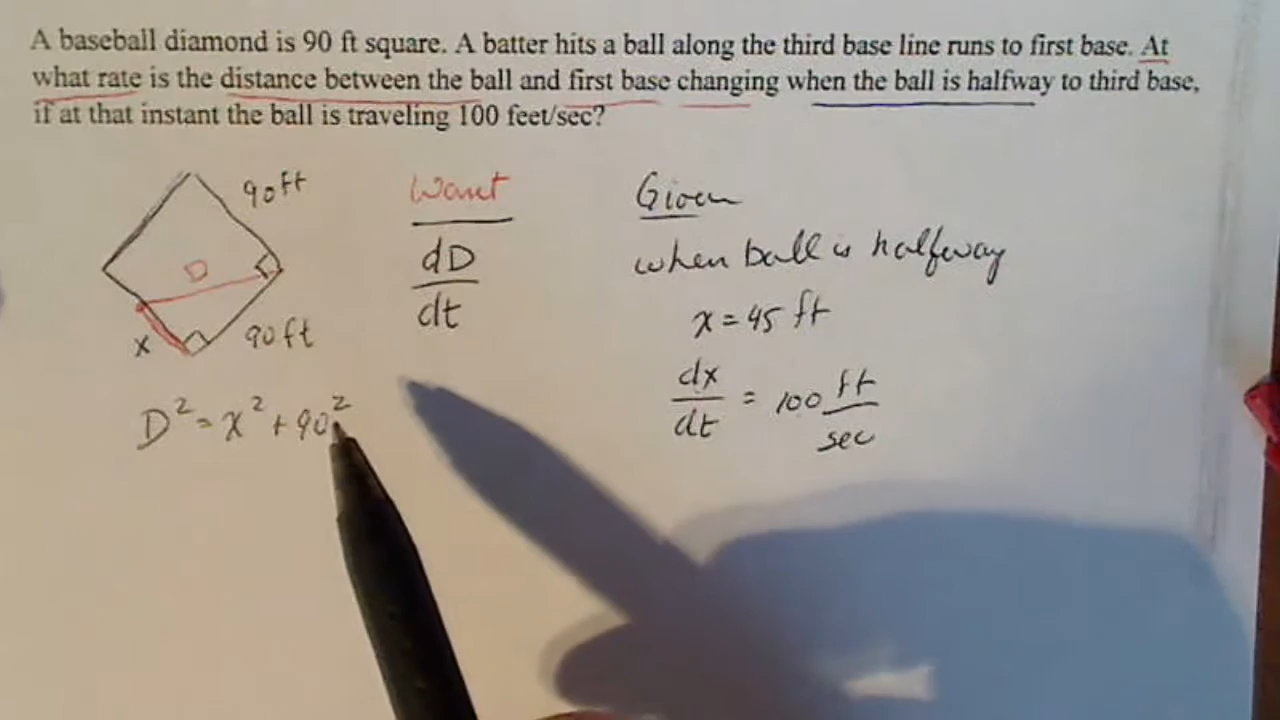 A baseball diamond is 90 ft square. A batter hits a ball along the third base line runs to first base. At
what rate is the distance between the ball and first base changing when the ball is halfway to third base,
if at that instant the ball is traveling 100 feet/sec?
90 ft
D
x
90 ft
D² = x² + 90²
Want
dD
dt
Given
when ball is halfway
x = 45 ft
dx
dt
= 100 ft
sec